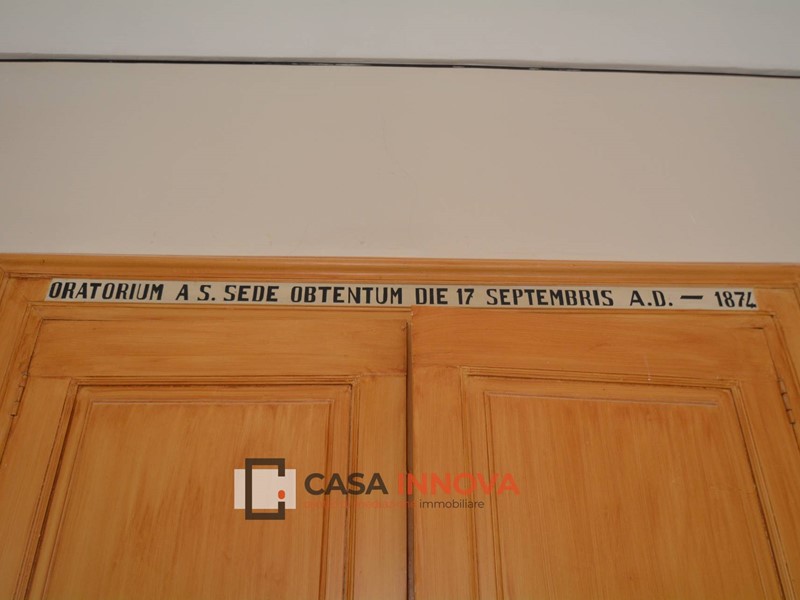 ORATORIUM A S. SEDE OBTENTUM DIE 17 SEPTEMBRIS A.D. — 1874
CASA INNOVA
immobiliare